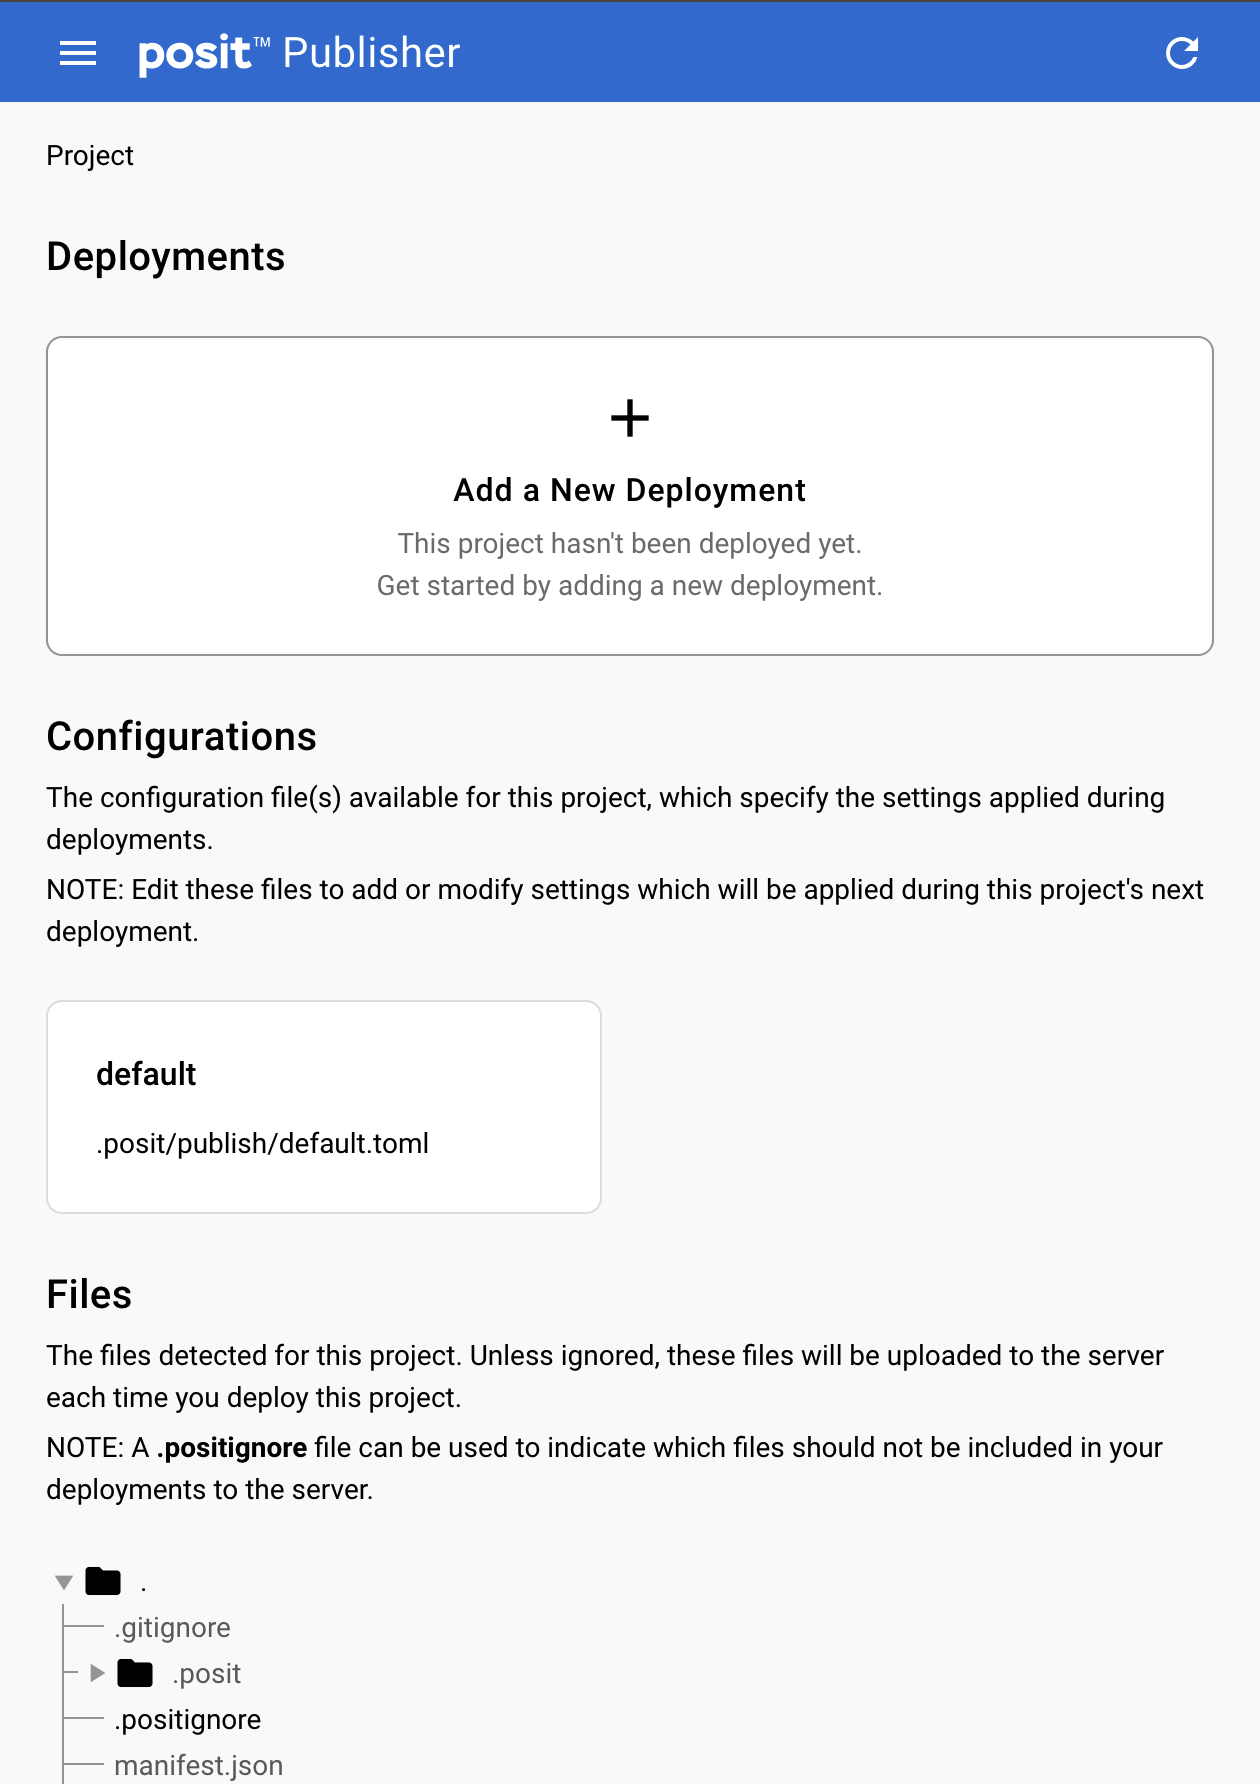 posit™ Publisher
Project
Deployments
Add a New Deployment
This project hasn't been deployed yet.
Get started by adding a new deployment.
Configurations
The configuration file(s) available for this project, which specify the settings applied during
deployments.
NOTE: Edit these files to add or modify settings which will be applied during this project's next
deployment.
default
.posit/publish/default.toml
Files
The files detected for this project. Unless ignored, these files will be uploaded to the server
each time you deploy this project.
NOTE: A .positignore file can be used to indicate which files should not be included in your
deployments to the server.
.
.gitignore
.posit
.positignore
manifest.json